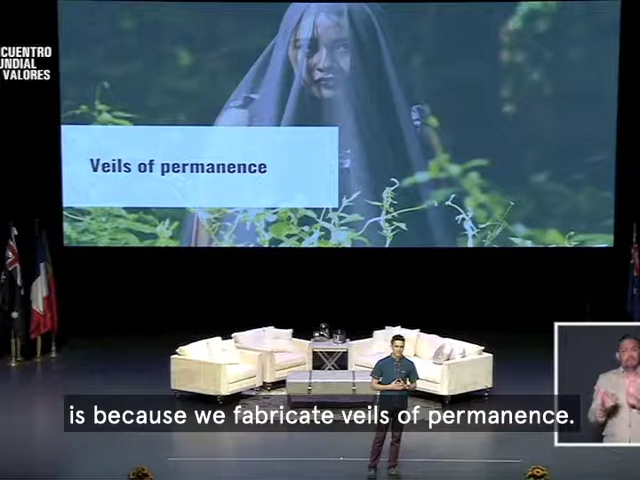 CUENTRO
UNDIAL
VALORES
Veils of permanence
is because we fabricate veils of permanence.